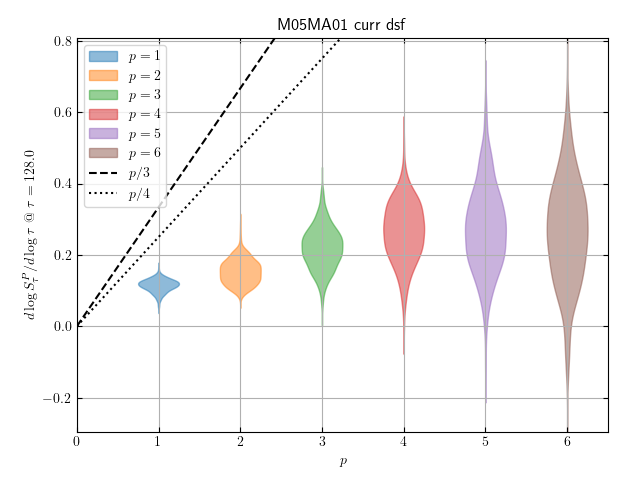 M05MA01 curr dsf
0.8
0.6
0.4
0.2
0.0
−0.2
d log S_τ^P / d log τ @ τ = 128.0
p = 1
p = 2
p = 3
p = 4
p = 5
p = 6
p/3
p/4
0 1 2 3 4 5 6
p